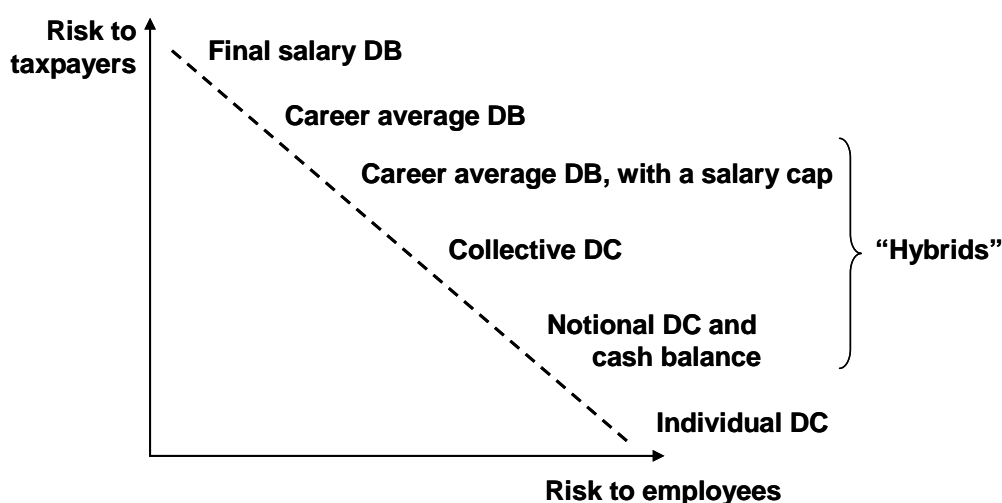 Risk to
taxpayers
Final salary DB
Career average DB
Career average DB, with a salary cap
Collective DC
“Hybrids”
Notional DC and
cash balance
Individual DC
Risk to employees